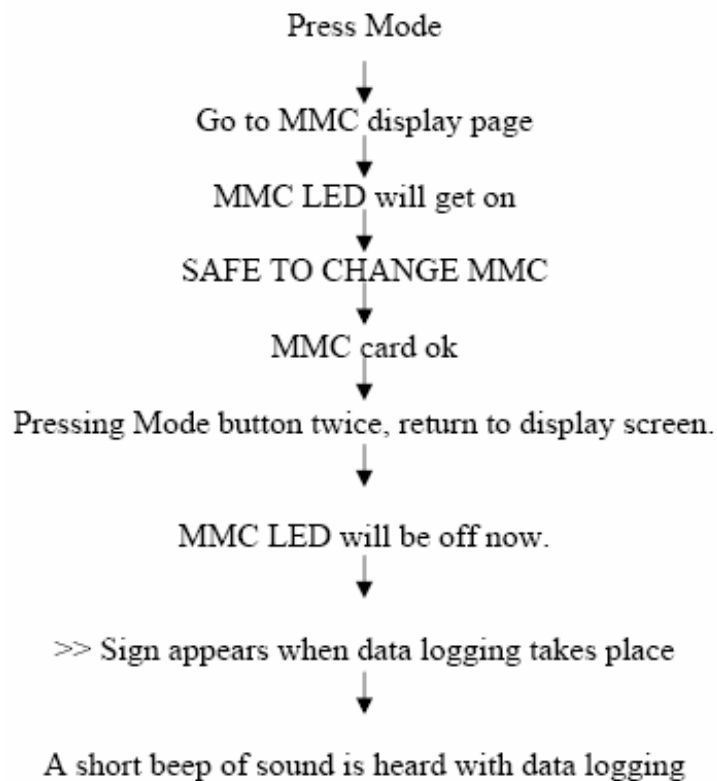 Press Mode
Go to MMC display page
MMC LED will get on
SAFE TO CHANGE MMC
MMC card ok
Pressing Mode button twice, return to display screen.
MMC LED will be off now.
>> Sign appears when data logging takes place
A short beep of sound is heard with data logging